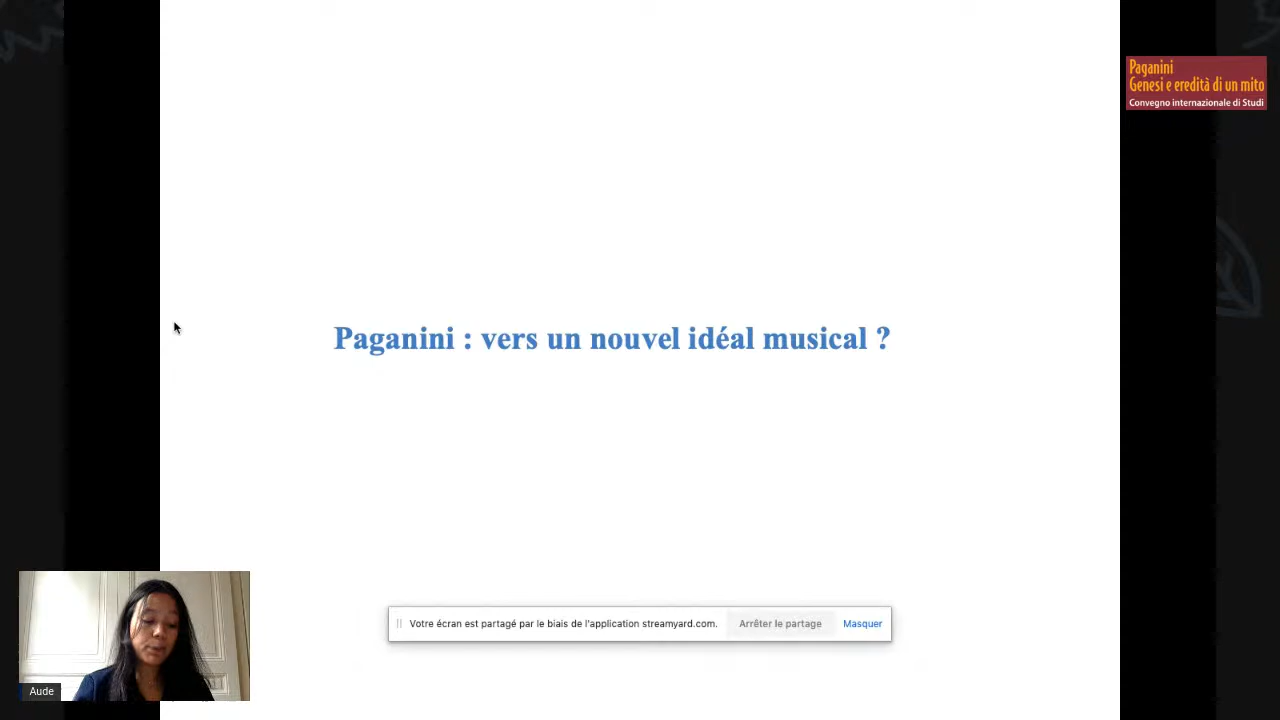 Paganini
Genesi e eredità di un mito
Convegno internazionale di Studi
Paganini : vers un nouvel idéal musical ?
Votre écran est partagé par le biais de l'application streamyard.com. Arrêter le partage Masquer
Aude